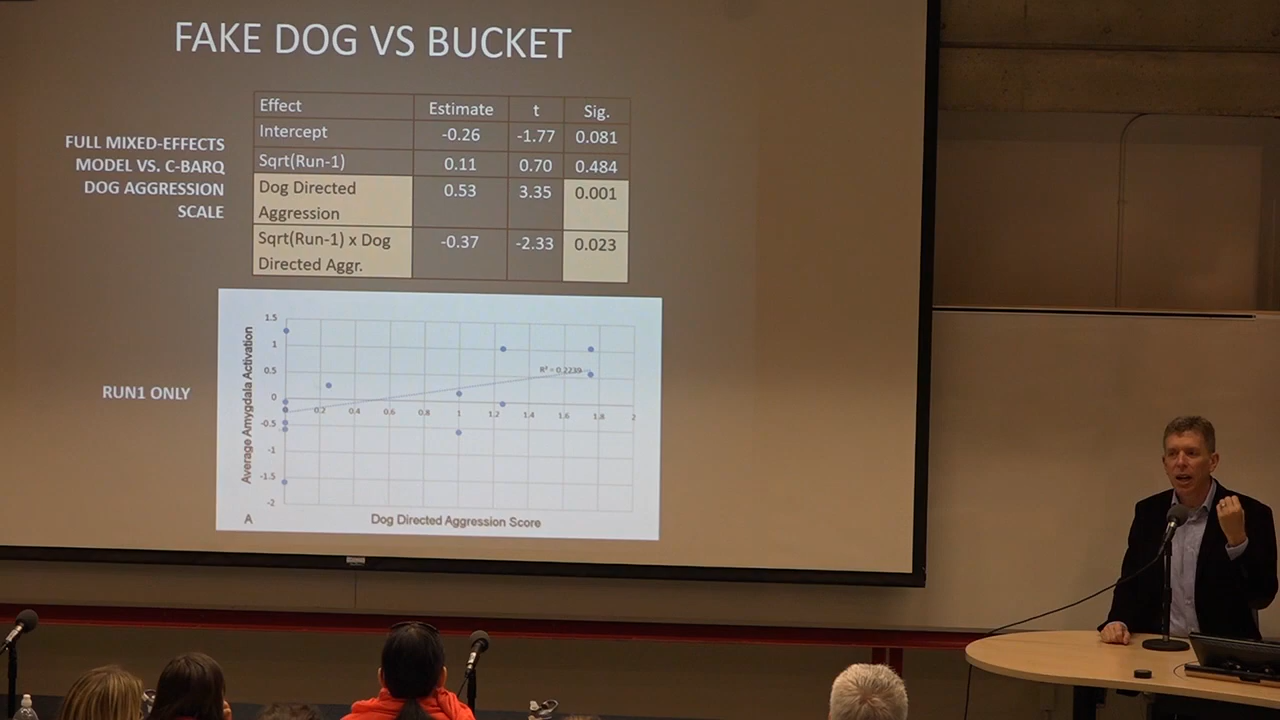 FAKE DOG VS BUCKET
FULL MIXED-EFFECTS
MODEL VS. C-BARQ
DOG AGGRESSION
SCALE
Effect Estimate t Sig.
Intercept -0.26 -1.77 0.081
Sqrt(Run-1) 0.11 0.70 0.484
Dog Directed
Aggression 0.53 3.35 0.001
Sqrt(Run-1) x Dog
Directed Aggr. -0.37 -2.33 0.023
RUN1 ONLY
Average Amygdala Activation
1.5
1
0.5
0
-0.5
-1
-1.5
-2
R² = 0.2239
0.2 0.4 0.6 0.8 1 1.2 1.4 1.6 1.8 2
A
Dog Directed Aggression Score